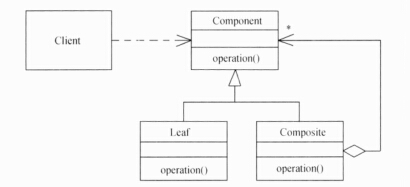 Component
*
Client
operation()
Leaf
Composite
operation()
operation()